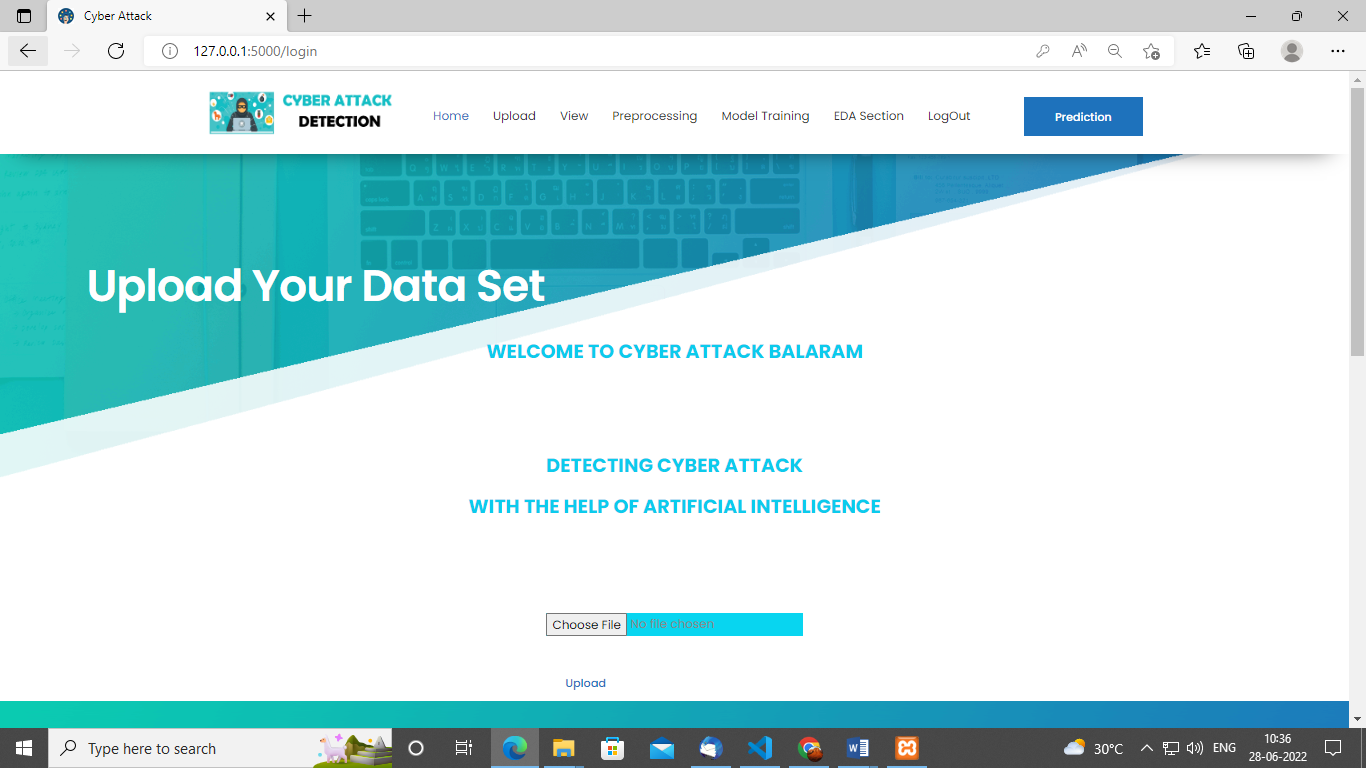 Cyber Attack
127.0.0.1:5000/login
CYBER ATTACK
DETECTION
Home Upload View Preprocessing Model Training EDA Section LogOut Prediction
Upload Your Data Set
WELCOME TO CYBER ATTACK BALARAM
DETECTING CYBER ATTACK
WITH THE HELP OF ARTIFICIAL INTELLIGENCE
Choose File No file chosen
Upload
Type here to search
30°C ENG
10:36
28-06-2022